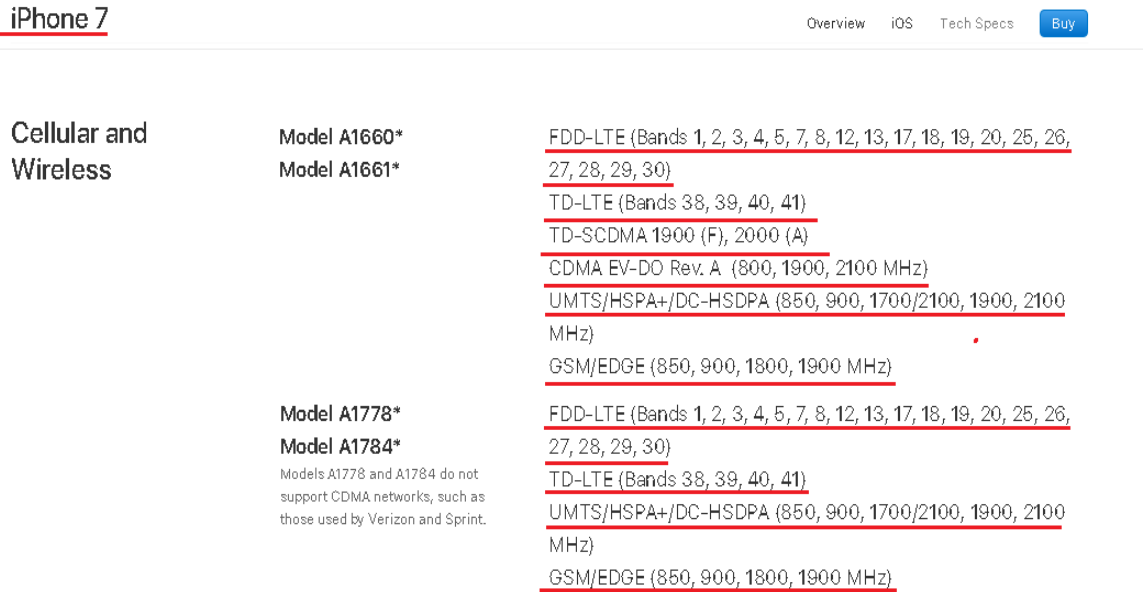 iPhone 7
Overview iOS Tech Specs Buy
Cellular and
Wireless
Model A1660*
Model A1661*
FDD-LTE (Bands 1, 2, 3, 4, 5, 7, 8, 12, 13, 17, 18, 19, 20, 25, 26,
27, 28, 29, 30)
TD-LTE (Bands 38, 39, 40, 41)
TD-SCDMA 1900 (F), 2000 (A)
CDMA EV-DO Rev. A (800, 1900, 2100 MHz)
UMTS/HSPA+/DC-HSDPA (850, 900, 1700/2100, 1900, 2100
MHz)
GSM/EDGE (850, 900, 1800, 1900 MHz)
Model A1778*
Model A1784*
Models A1778 and A1784 do not
support CDMA networks, such as
those used by Verizon and Sprint.
FDD-LTE (Bands 1, 2, 3, 4, 5, 7, 8, 12, 13, 17, 18, 19, 20, 25, 26,
27, 28, 29, 30)
TD-LTE (Bands 38, 39, 40, 41)
UMTS/HSPA+/DC-HSDPA (850, 900, 1700/2100, 1900, 2100
MHz)
GSM/EDGE (850, 900, 1800, 1900 MHz)